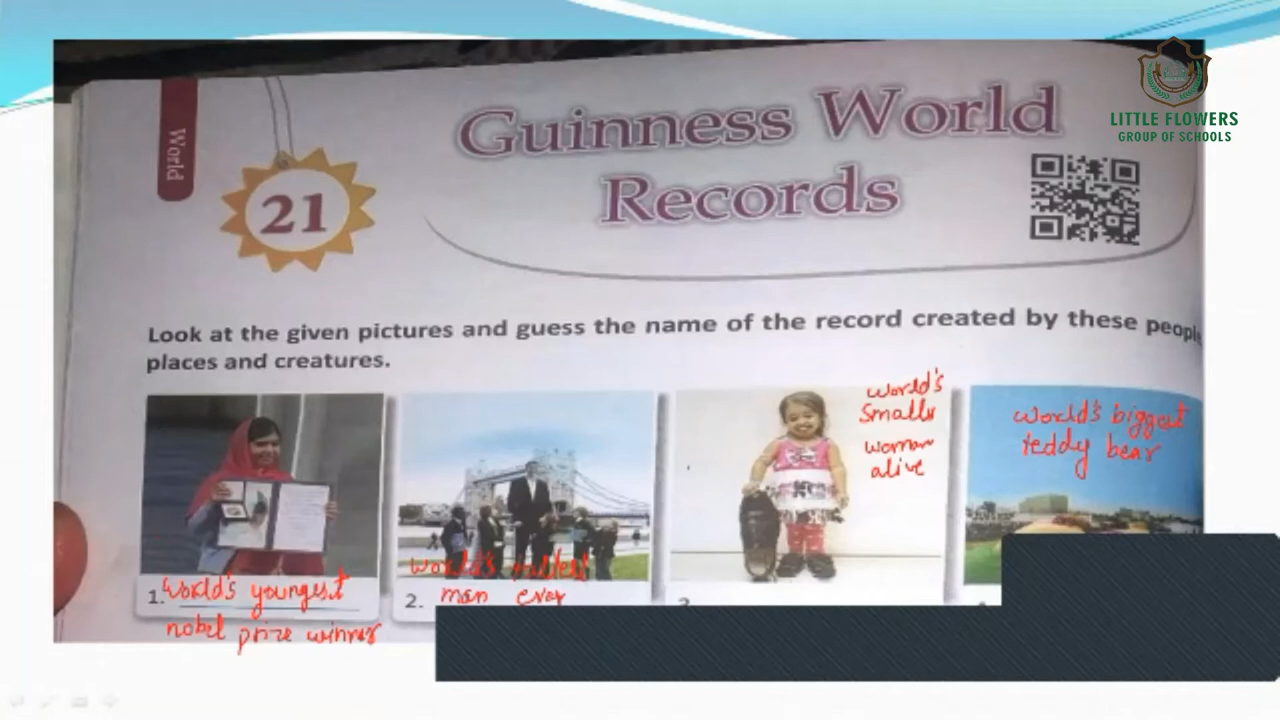 LITTLE FLOWERS
GROUP OF SCHOOLS
World
21
Guinness World
Records
Look at the given pictures and guess the name of the record created by these peopl
places and creatures.
1. World's youngest
nobel prize winner
2. World's tallest
man ever
world's
Smalls
woman
alive
world's biggest
teddy bear